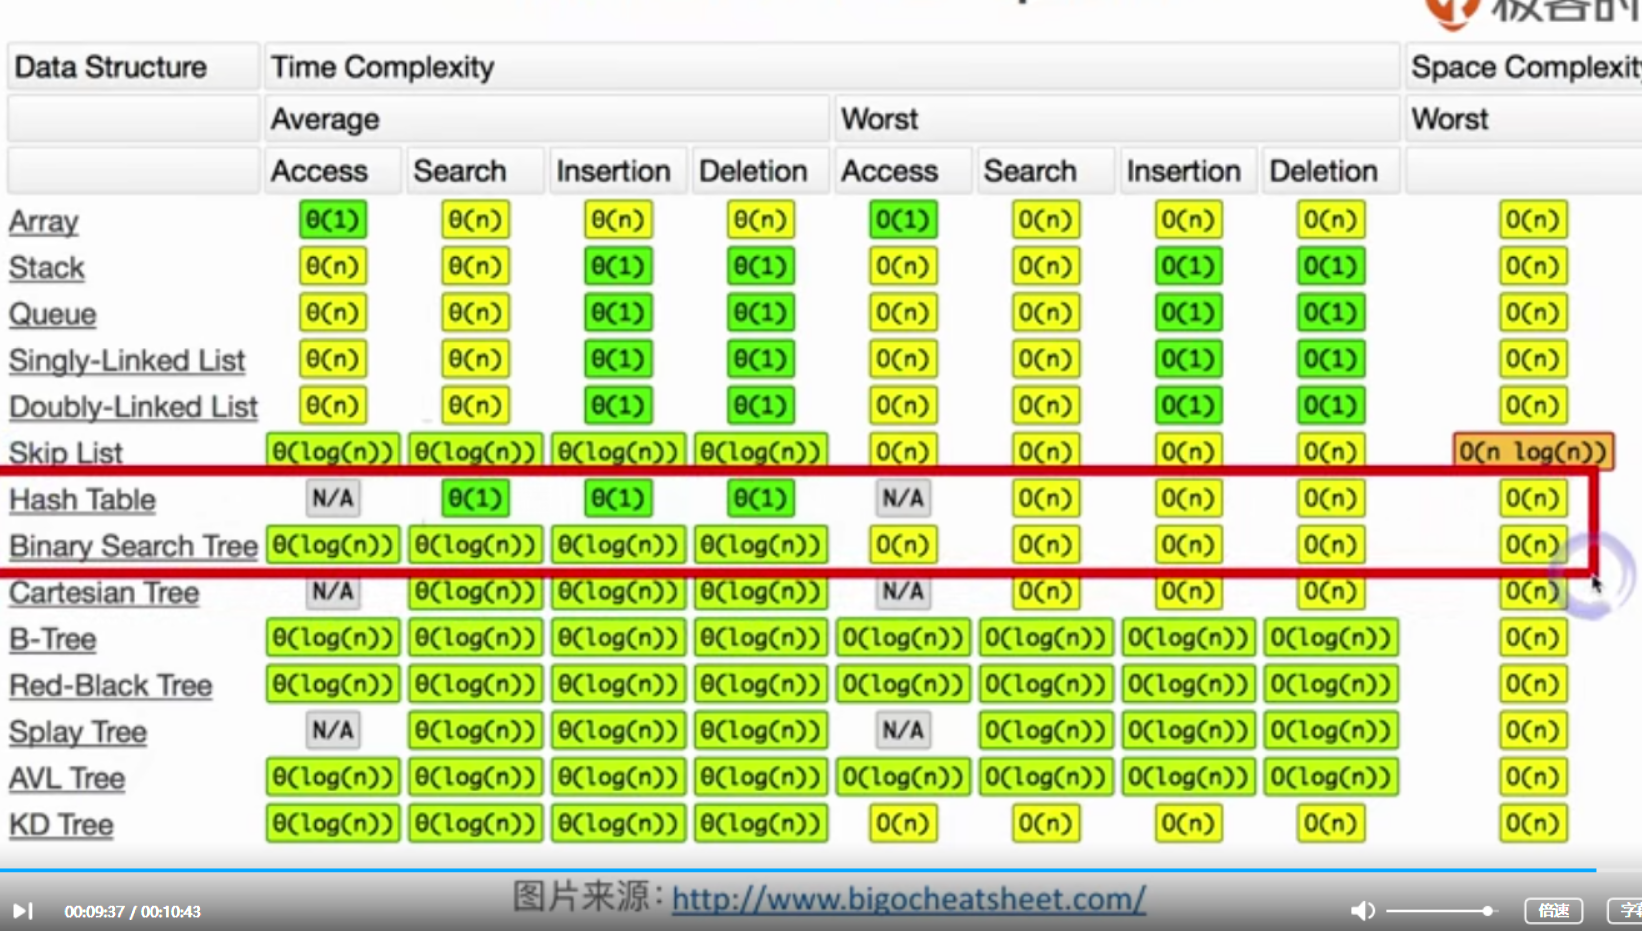 极客时
Data Structure Time Complexity Space Complexity
Average Worst Worst
Access Search Insertion Deletion Access Search Insertion Deletion
Array Θ(1) Θ(n) Θ(n) Θ(n) O(1) O(n) O(n) O(n) O(n)
Stack Θ(n) Θ(n) Θ(1) Θ(1) O(n) O(n) O(1) O(1) O(n)
Queue Θ(n) Θ(n) Θ(1) Θ(1) O(n) O(n) O(1) O(1) O(n)
Singly-Linked List Θ(n) Θ(n) Θ(1) Θ(1) O(n) O(n) O(1) O(1) O(n)
Doubly-Linked List Θ(n) Θ(n) Θ(1) Θ(1) O(n) O(n) O(1) O(1) O(n)
Skip List Θ(log(n)) Θ(log(n)) Θ(log(n)) Θ(log(n)) O(n) O(n) O(n) O(n) O(n log(n))
Hash Table N/A Θ(1) Θ(1) Θ(1) N/A O(n) O(n) O(n) O(n)
Binary Search Tree Θ(log(n)) Θ(log(n)) Θ(log(n)) Θ(log(n)) O(n) O(n) O(n) O(n) O(n)
Cartesian Tree N/A Θ(log(n)) Θ(log(n)) Θ(log(n)) N/A O(n) O(n) O(n) O(n)
B-Tree Θ(log(n)) Θ(log(n)) Θ(log(n)) Θ(log(n)) O(log(n)) O(log(n)) O(log(n)) O(log(n)) O(n)
Red-Black Tree Θ(log(n)) Θ(log(n)) Θ(log(n)) Θ(log(n)) O(log(n)) O(log(n)) O(log(n)) O(log(n)) O(n)
Splay Tree N/A Θ(log(n)) Θ(log(n)) Θ(log(n)) N/A O(log(n)) O(log(n)) O(log(n)) O(n)
AVL Tree Θ(log(n)) Θ(log(n)) Θ(log(n)) Θ(log(n)) O(log(n)) O(log(n)) O(log(n)) O(log(n)) O(n)
KD Tree Θ(log(n)) Θ(log(n)) Θ(log(n)) Θ(log(n)) O(n) O(n) O(n) O(n) O(n)
图片来源：http://www.bigocheatsheet.com/
00:09:37 / 00:10:43 倍速 字